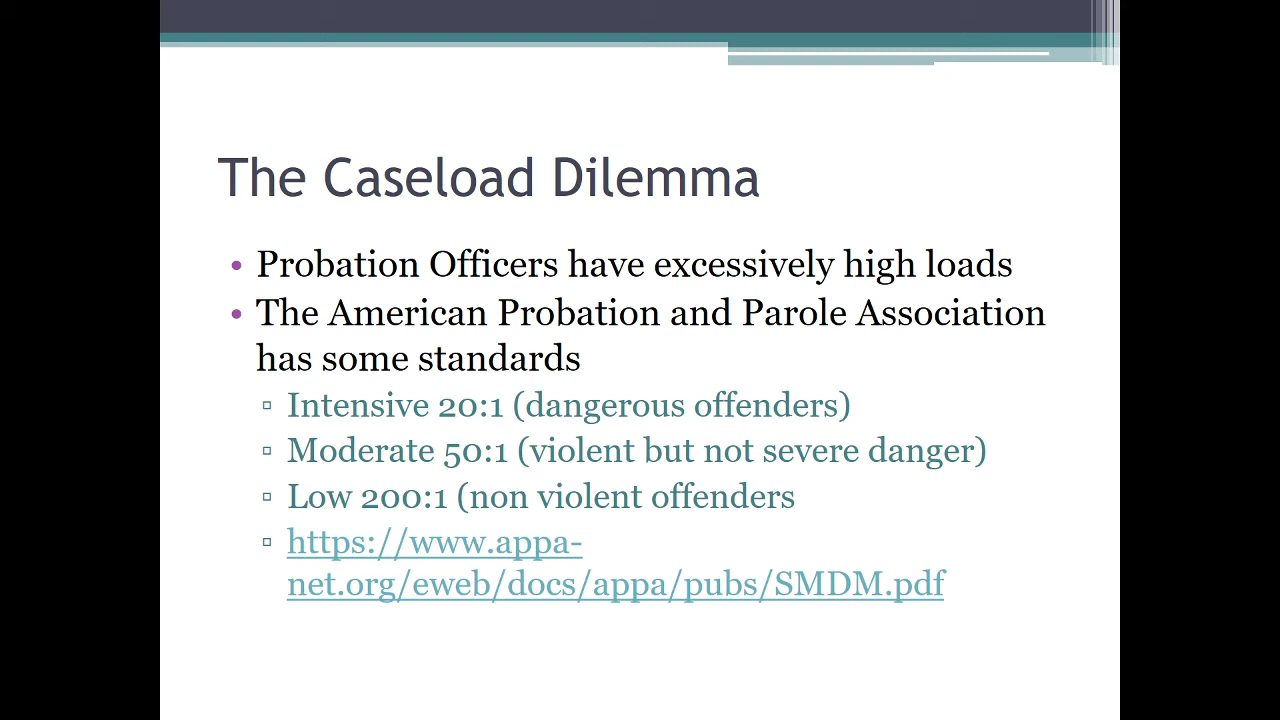 The Caseload Dilemma
• Probation Officers have excessively high loads
• The American Probation and Parole Association
has some standards
▫ Intensive 20:1 (dangerous offenders)
▫ Moderate 50:1 (violent but not severe danger)
▫ Low 200:1 (non violent offenders
▫ https://www.appa-
net.org/eweb/docs/appa/pubs/SMDM.pdf